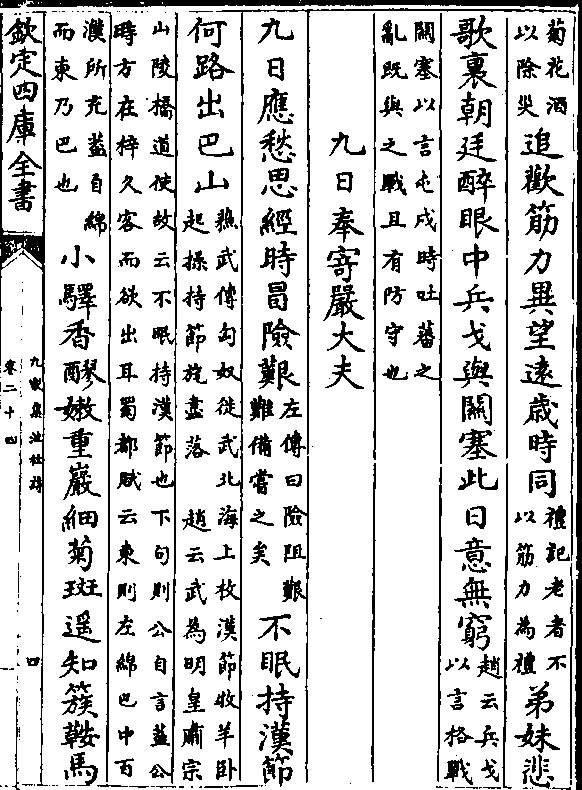 菊花酒以除災追歡筋力異望遠歲時同禮記老者不以筋力為禮弟妹悲
歌裏朝廷醉眼中兵戈與關塞此日意無窮趙云兵戈以言格戰
關塞以言屯戍時吐蕃之亂既與之戰且有防守也
九日奉寄嚴大夫
九日應愁思經時冒險艱左傳曰險阻艱難備嘗之矣不眠持漢節
何路出巴山蘇武傳匈奴徙武北海上杖漢節收羊卧起操持節旄盡落 趙云武為明皇肅宗
山陵橋道使故云不眠持漢節也下句則公自言蓋公時方在梓久客而欲出耳蜀都賦云東則左綿巴中百
濮所充蓋自綿而東乃巴也小驛香醪嫩重巖細菊斑遥知簇鞍馬
欽定四庫全書
九家集注杜詩
卷二十四
四